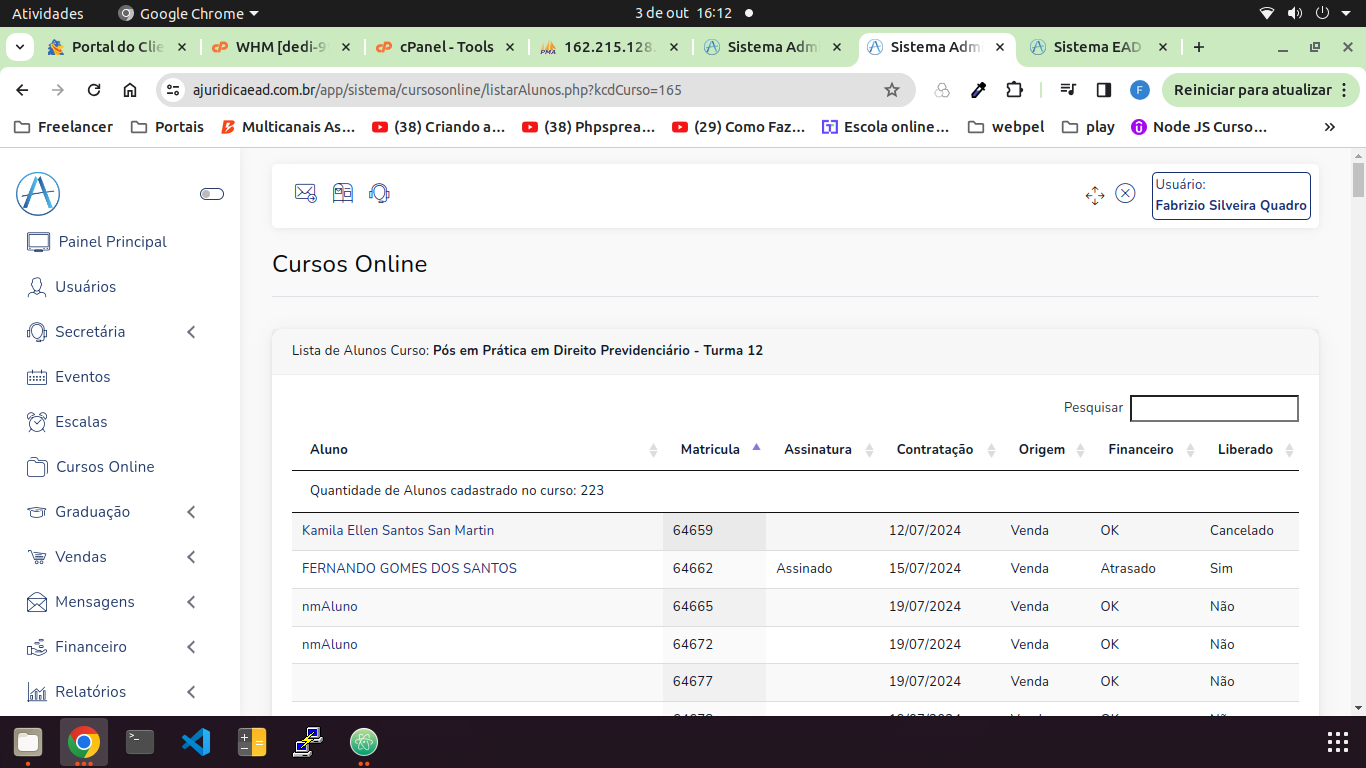 Atividades
Google Chrome
3 de out 16:12
Portal do Clie
WHM [dedi-9
cPanel - Tools
PMA
162.215.128.
Sistema Adm
Sistema Adm
Sistema EAD
ajuridicaead.com.br/app/sistema/cursosonline/listarAlunos.php?kcdCurso=165
F
Reiniciar para atualizar
Freelancer
Portais
Multicanais As...
(38) Criando a...
(38) Phpsprea...
(29) Como Faz...
Escola online...
webpel
play
Node JS Curso...
Usuário:
Fabrizio Silveira Quadro
Painel Principal
Usuários
Secretária
Eventos
Escalas
Cursos Online
Graduação
Vendas
Mensagens
Financeiro
Relatórios
Cursos Online
Lista de Alunos Curso: Pós em Prática em Direito Previdenciário - Turma 12
Pesquisar
Aluno Matricula Assinatura Contratação Origem Financeiro Liberado
Quantidade de Alunos cadastrado no curso: 223
Kamila Ellen Santos San Martin 64659 12/07/2024 Venda OK Cancelado
FERNANDO GOMES DOS SANTOS 64662 Assinado 15/07/2024 Venda Atrasado Sim
nmAluno 64665 19/07/2024 Venda OK Não
nmAluno 64672 19/07/2024 Venda OK Não
64677 19/07/2024 Venda OK Não